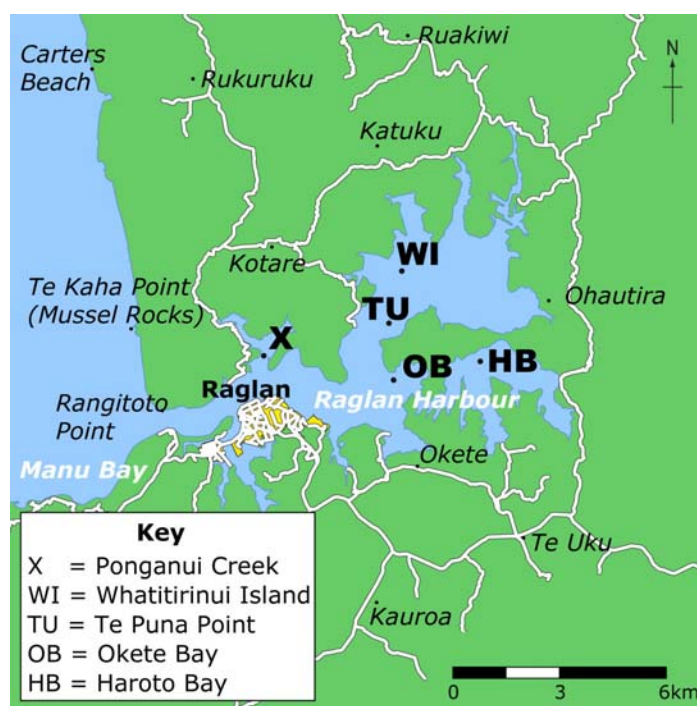 Ruakiwi
Carters
Beach
Rukuruku
N
Katuku
WI
Kotare
Te Kaha Point
(Mussel Rocks)
TU
Ohautira
X
OB
HB
Raglan
Raglan Harbour
Rangitoto
Point
Manu Bay
Okete
Key
X = Ponganui Creek
WI = Whatitirinui Island
TU = Te Puna Point
OB = Okete Bay
HB = Haroto Bay
Te Uku
Kauroa
0 3 6km